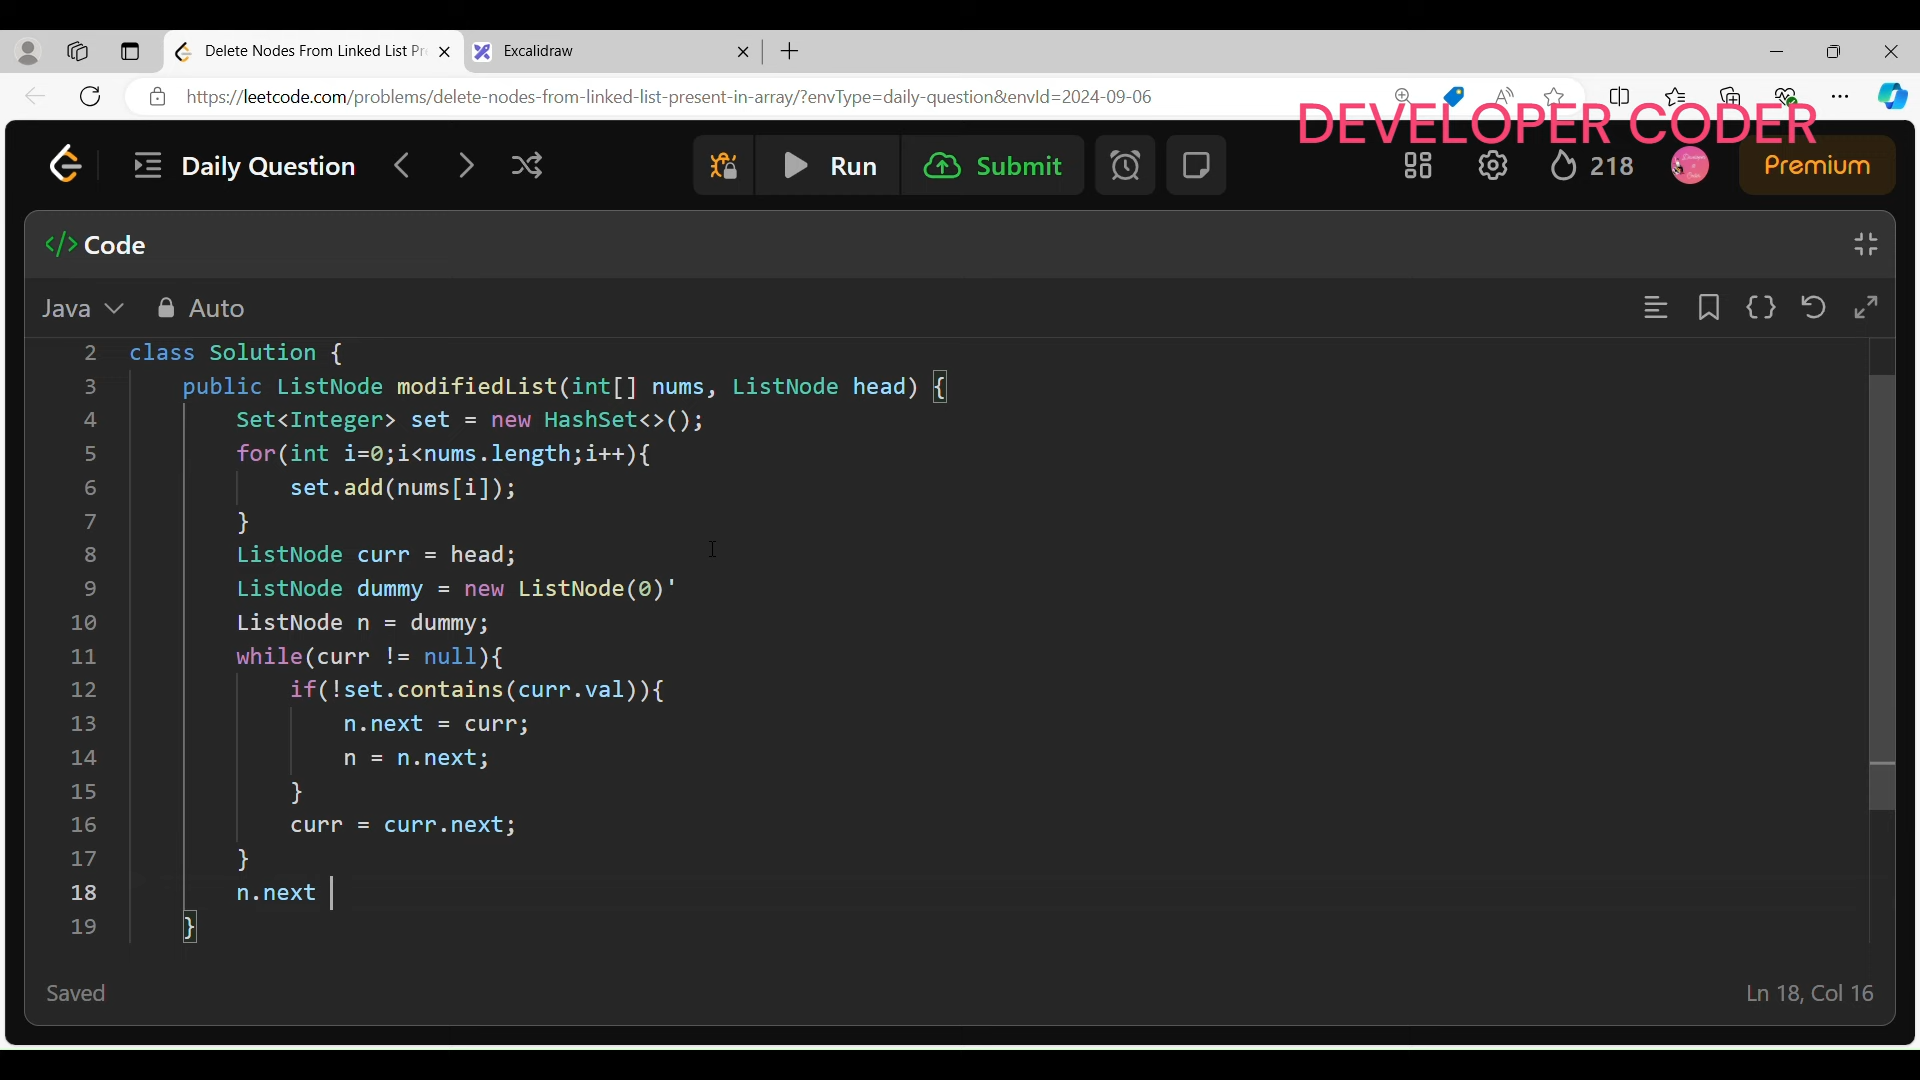 Delete Nodes From Linked List Pr
Excalidraw
https://leetcode.com/problems/delete-nodes-from-linked-list-present-in-array/?envType=daily-question&envId=2024-09-06
DEVELOPER CODER
Daily Question
Run
Submit
218
Premium
</> Code
Java
Auto
2 class Solution {
3 public ListNode modifiedList(int[] nums, ListNode head) {
4 Set<Integer> set = new HashSet<>();
5 for(int i=0;i<nums.length;i++){
6 set.add(nums[i]);
7 }
8 ListNode curr = head;
9 ListNode dummy = new ListNode(0)'
10 ListNode n = dummy;
11 while(curr != null){
12 if(!set.contains(curr.val)){
13 n.next = curr;
14 n = n.next;
15 }
16 curr = curr.next;
17 }
18 n.next
19 }
Saved
Ln 18, Col 16